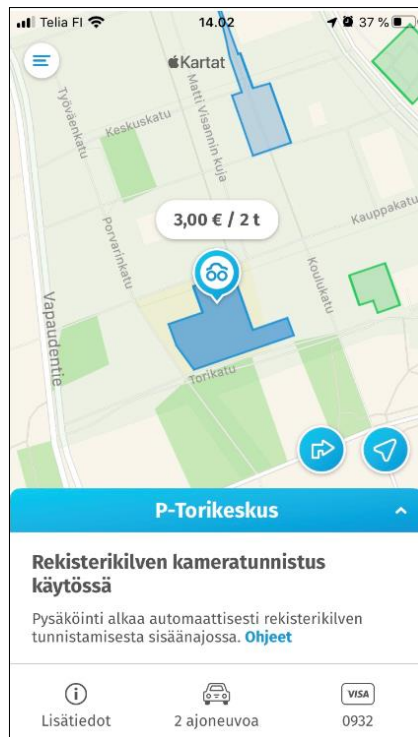 Telia FI 14.02 37 %
Kartat
Työväenkatu
Keskuskatu
Matti Visannin kuja
3,00 € / 2 t
Kauppakatu
Porvarinkatu
Koulukatu
Vapaudentie
Torikatu
P-Torikeskus
Rekisterikilven kameratunnistus
käytössä
Pysäköinti alkaa automaattisesti rekisterikilven
tunnistamisesta sisäänajossa. Ohjeet
VISA
Lisätiedot 2 ajoneuvoa 0932